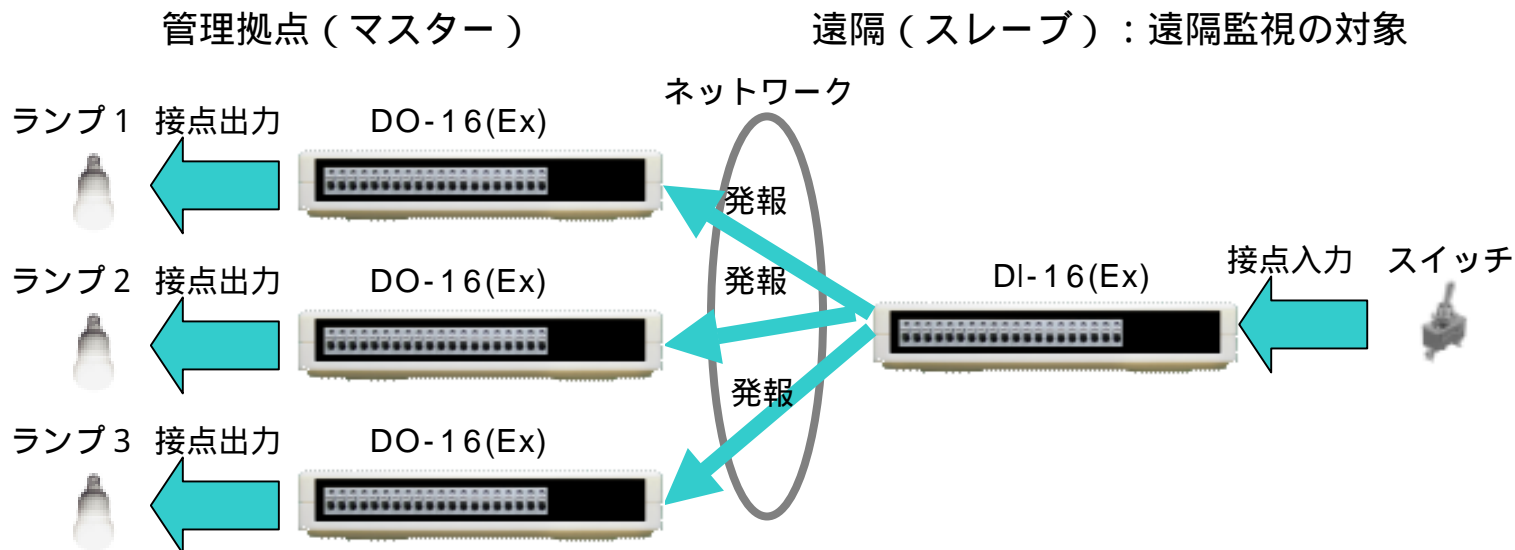 管理拠点（マスター）
遠隔（スレーブ）：遠隔監視の対象
ネットワーク
ランプ１ 接点出力 DO-16(Ex)
発報
ランプ２ 接点出力 DO-16(Ex)
発報
DI-16(Ex)
接点入力 スイッチ
発報
ランプ３ 接点出力 DO-16(Ex)